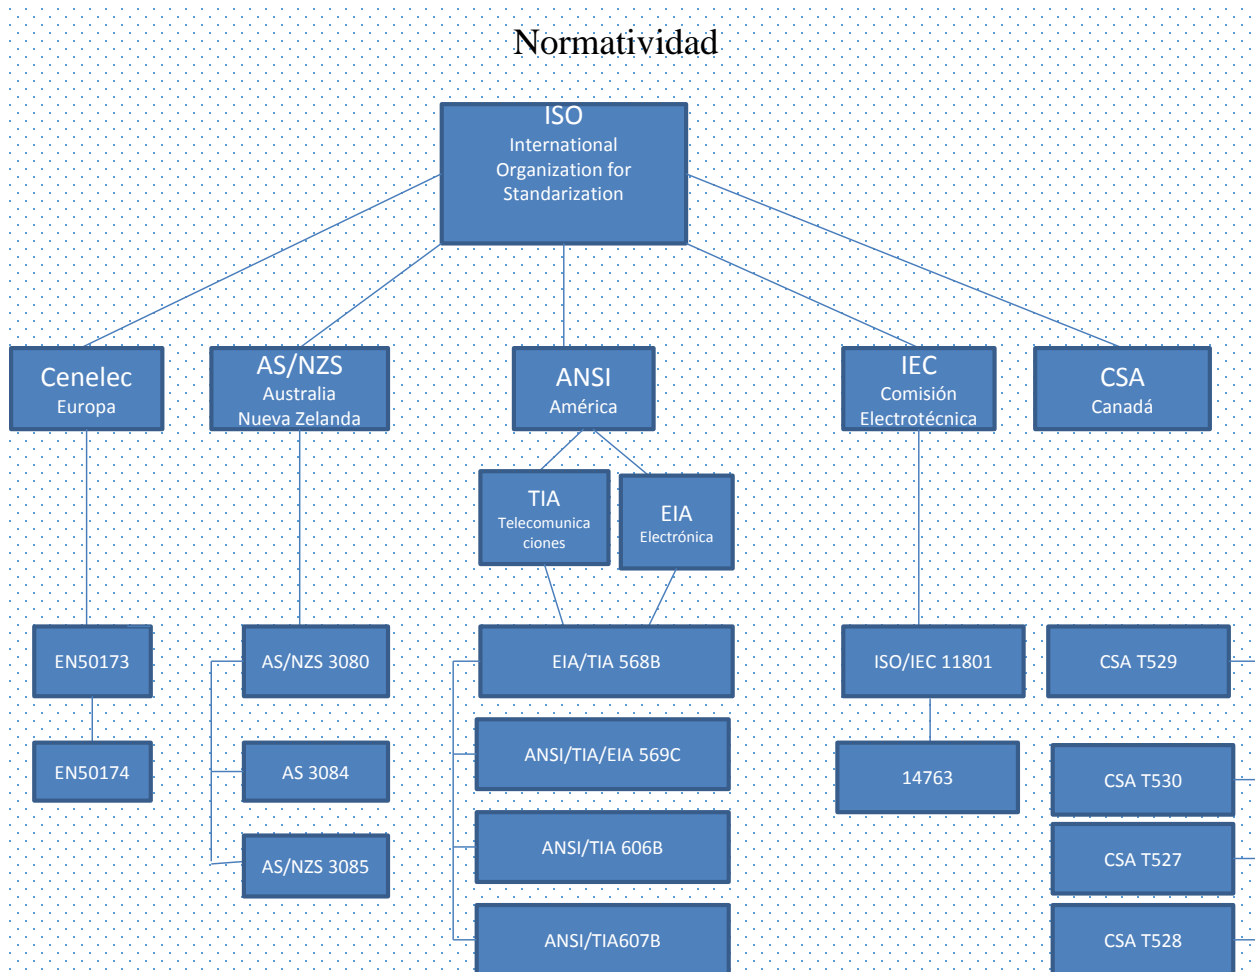 Normatividad
ISO
International
Organization for
Standarization
Cenelec
Europa
AS/NZS
Australia
Nueva Zelanda
ANSI
América
IEC
Comisión
Electrotécnica
CSA
Canadá
TIA
Telecomunica
ciones
EIA
Electrónica
EN50173
AS/NZS 3080
EIA/TIA 568B
ISO/IEC 11801
CSA T529
EN50174
AS 3084
ANSI/TIA/EIA 569C
14763
CSA T530
AS/NZS 3085
ANSI/TIA 606B
CSA T527
ANSI/TIA607B
CSA T528